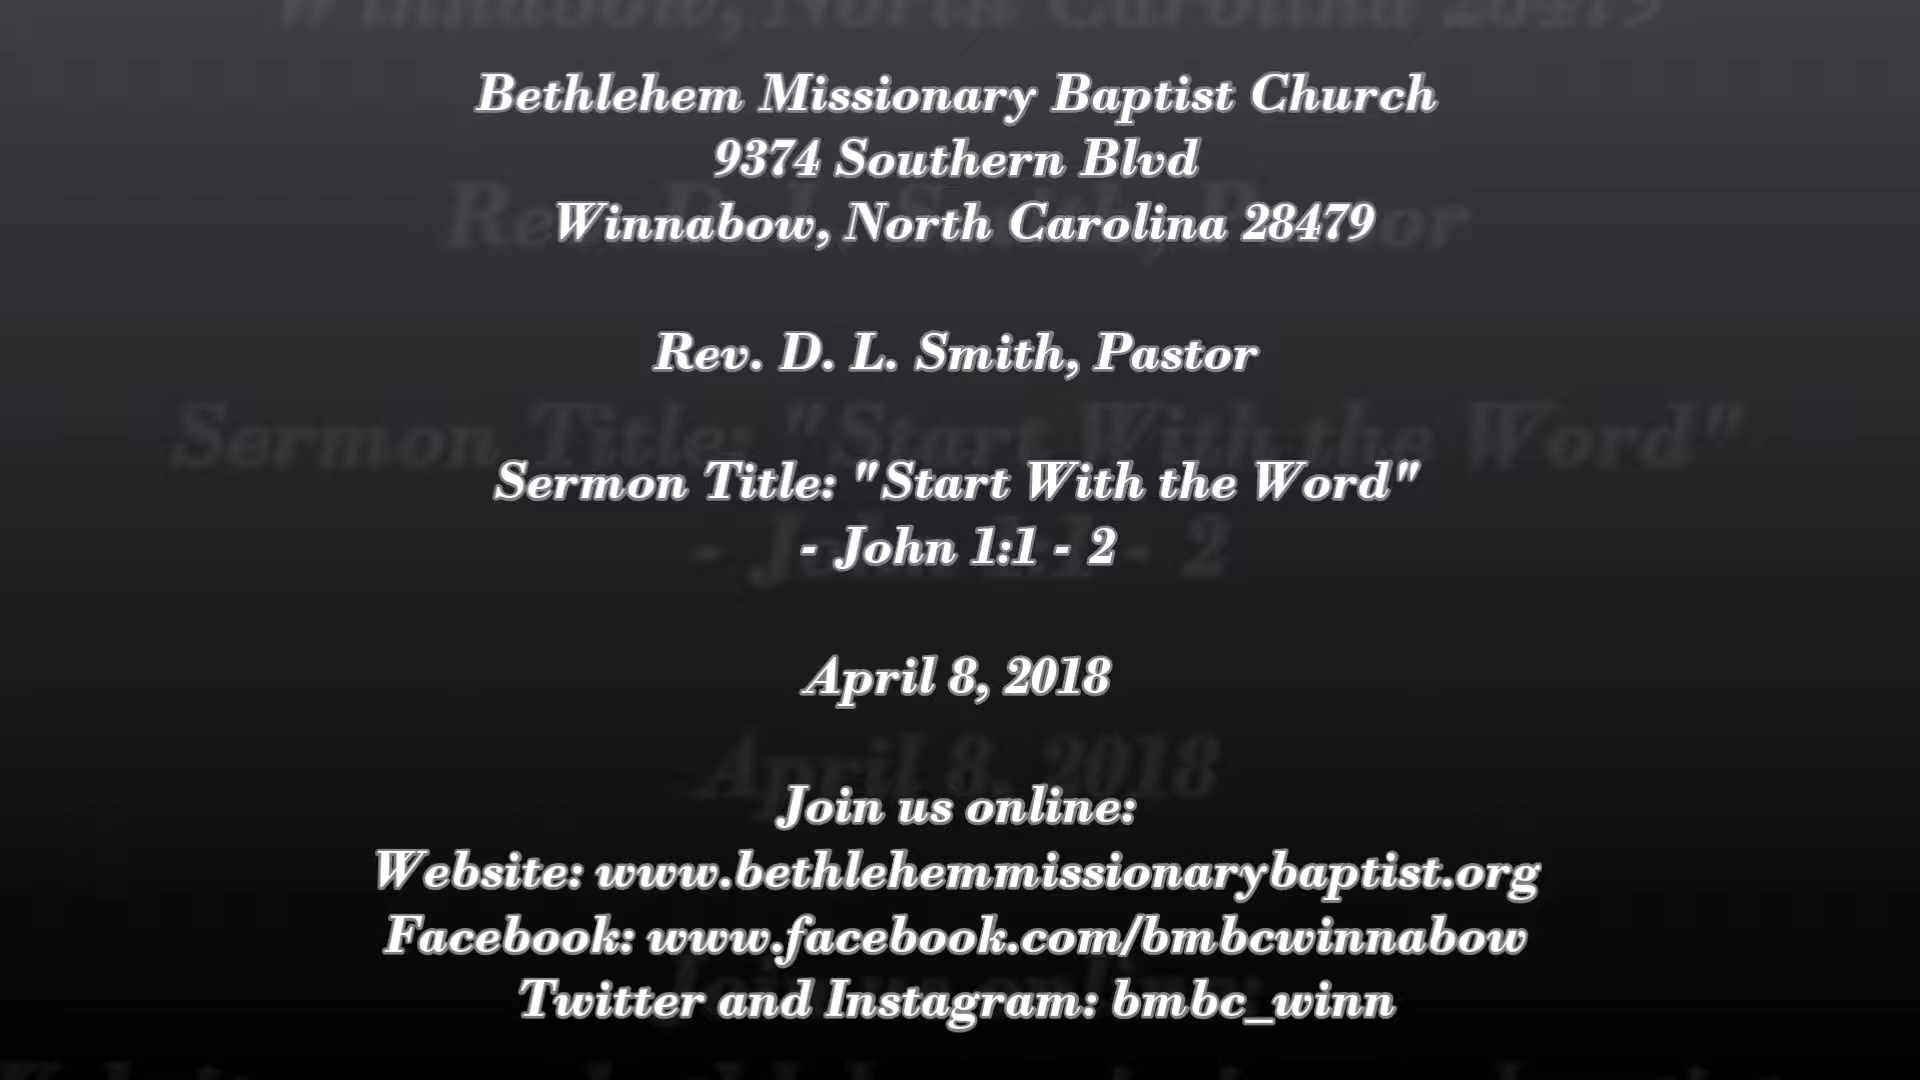 Bethlehem Missionary Baptist Church
9374 Southern Blvd
Winnabow, North Carolina 28479
Rev. D. L. Smith, Pastor
Sermon Title: "Start With the Word"
- John 1:1 - 2
April 8, 2018
Join us online:
Website: www.bethlehemmissionarybaptist.org
Facebook: www.facebook.com/bmbcwinnabow
Twitter and Instagram: bmbc_winn